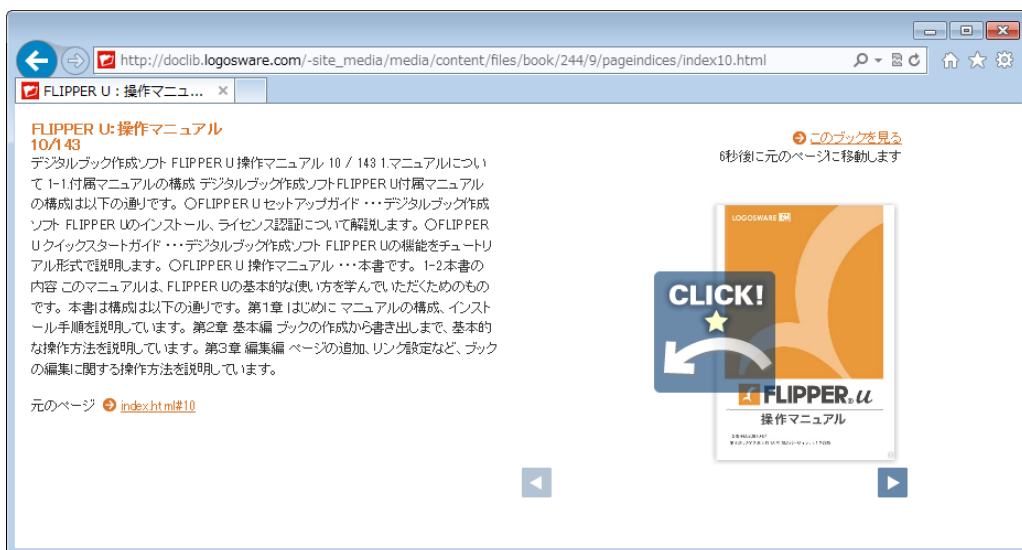 http://doclib.logosware.com/-site_media/media/content/files/book/244/9/pageindices/index10.html
FLIPPER U : 操作マニュ...
FLIPPER U: 操作マニュアル
10/143
デジタルブック作成ソフト FLIPPER U 操作マニュアル 10 / 143 1.マニュアルについ
て 1-1.付属マニュアルの構成 デジタルブック作成ソフトFLIPPER U付属マニュアル
の構成は以下の通りです。 〇FLIPPER U セットアップガイド ・・・デジタルブック作成
ソフト FLIPPER Uのインストール、ライセンス認証について解説します。 〇FLIPPER
U クイックスタートガイド ・・・デジタルブック作成ソフト FLIPPER Uの機能をチュートリ
アル形式で説明します。 〇FLIPPER U 操作マニュアル ・・・本書です。 1-2.本書の
内容 このマニュアルは、FLIPPER Uの基本的な使い方を学んでいただくためのもの
です。本書は構成は以下の通りです。 第1章 はじめに マニュアルの構成、インスト
ール手順を説明しています。 第2章 基本編 ブックの作成から書き出しまで、基本的
な操作方法を説明しています。 第3章 編集編 ページの追加、リンク設定など、ブック
の編集に関する操作方法を説明しています。
元のページ index.html#10
このブックを見る
6秒後に元のページに移動します
LOGOSWARE
CLICK!
FLIPPER® u
操作マニュアル